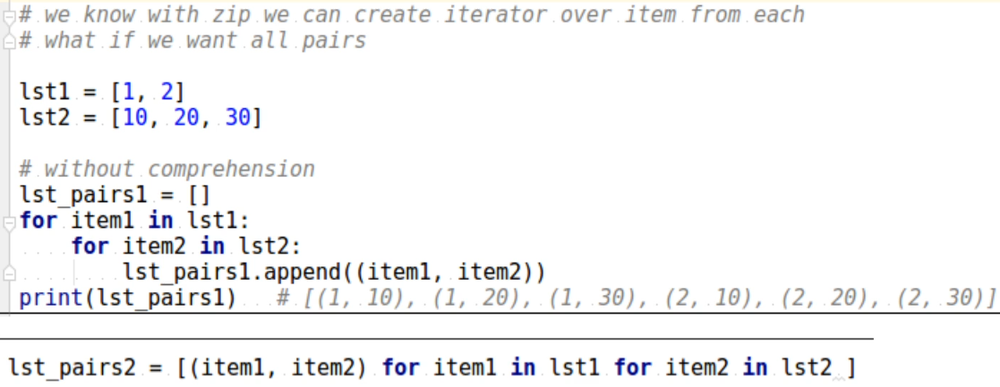 # we know with zip we can create iterator over item from each
# what if we want all pairs
lst1 = [1, 2]
lst2 = [10, 20, 30]
# without comprehension
lst_pairs1 = []
for item1 in lst1:
    for item2 in lst2:
        lst_pairs1.append((item1, item2))
print(lst_pairs1)   # [(1, 10), (1, 20), (1, 30), (2, 10), (2, 20), (2, 30)]
lst_pairs2 = [(item1, item2) for item1 in lst1 for item2 in lst2 ]